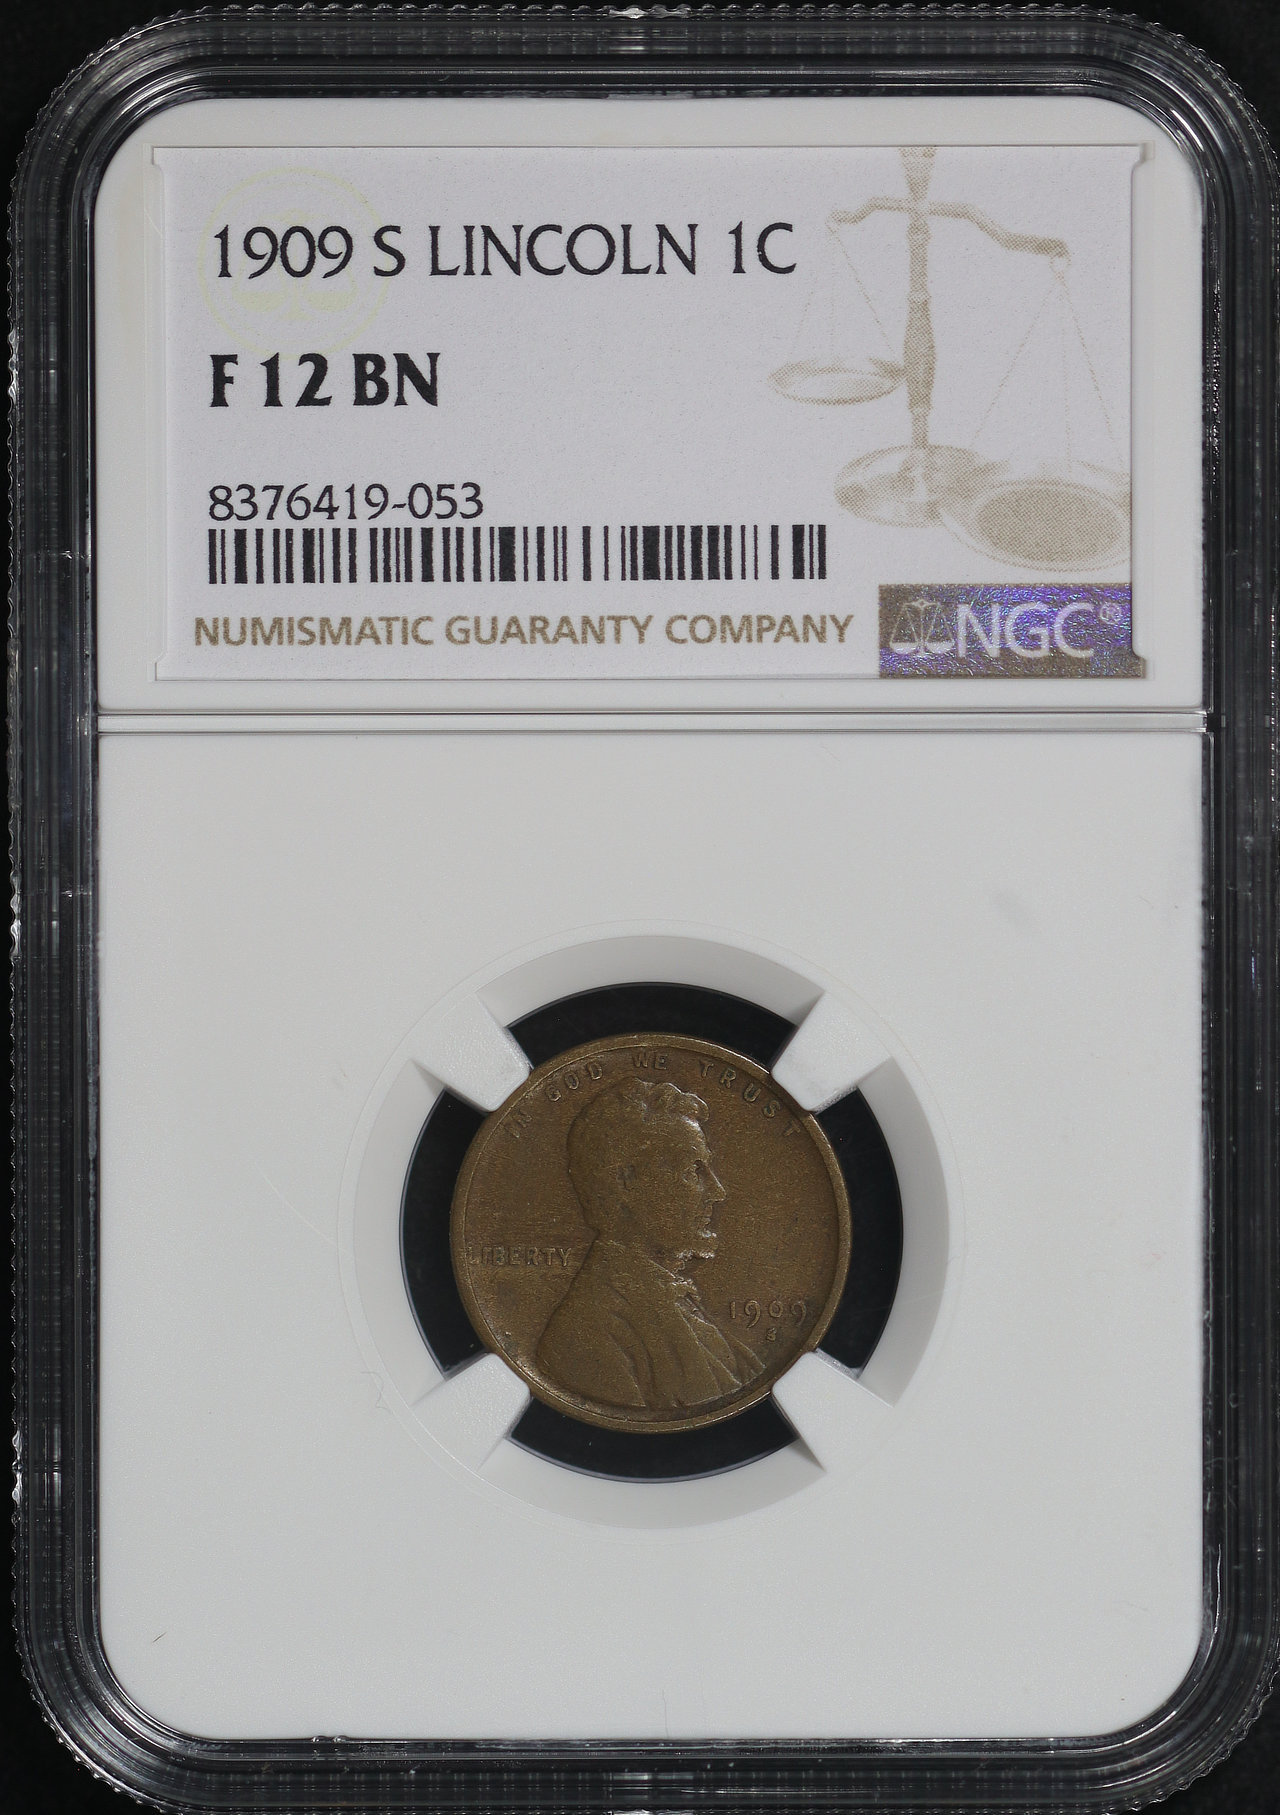 1909 S LINCOLN 1C
F 12 BN
8376419-053
NUMISMATIC GUARANTY COMPANY
NGC®
IN GOD WE TRUST
LIBERTY
1909
S